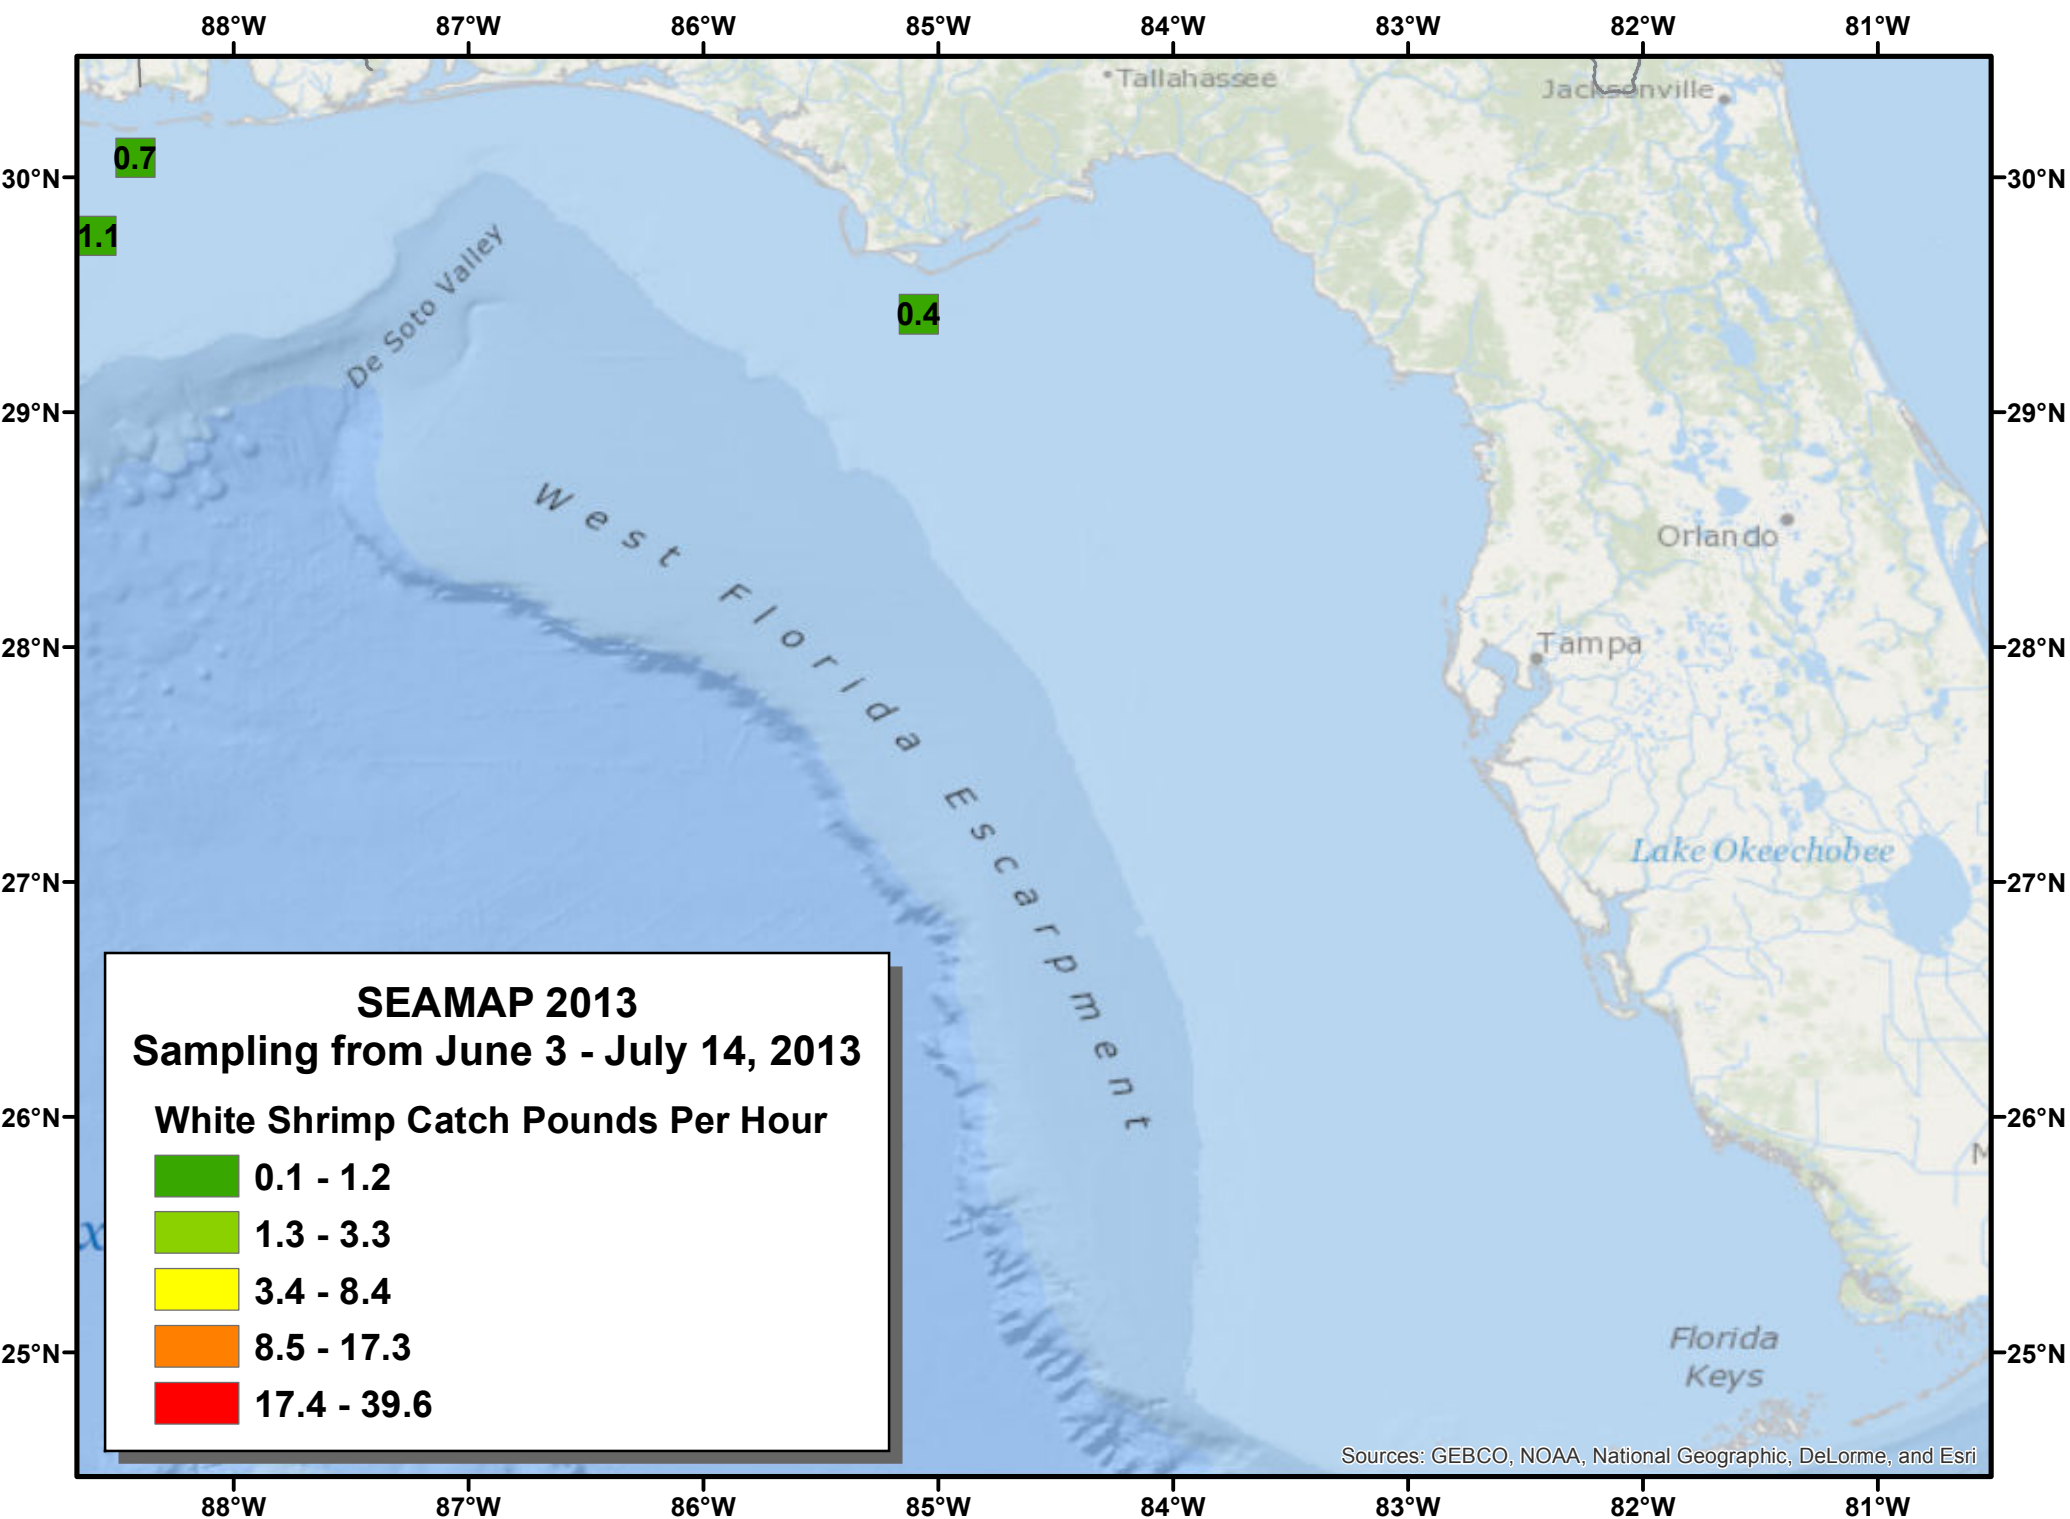 88°W 87°W 86°W 85°W 84°W 83°W 82°W 81°W
Tallahassee
Jacksonville
0.7
30°N 30°N
1.1
De Soto Valley
0.4
29°N 29°N
West Florida Escarpment
Orlando
Tampa
28°N 28°N
Lake Okeechobee
27°N 27°N
SEAMAP 2013
Sampling from June 3 - July 14, 2013
26°N 26°N
White Shrimp Catch Pounds Per Hour
M
0.1 - 1.2
x
1.3 - 3.3
3.4 - 8.4
8.5 - 17.3
25°N 25°N
Florida
Keys
17.4 - 39.6
Sources: GEBCO, NOAA, National Geographic, DeLorme, and Esri
88°W 87°W 86°W 85°W 84°W 83°W 82°W 81°W